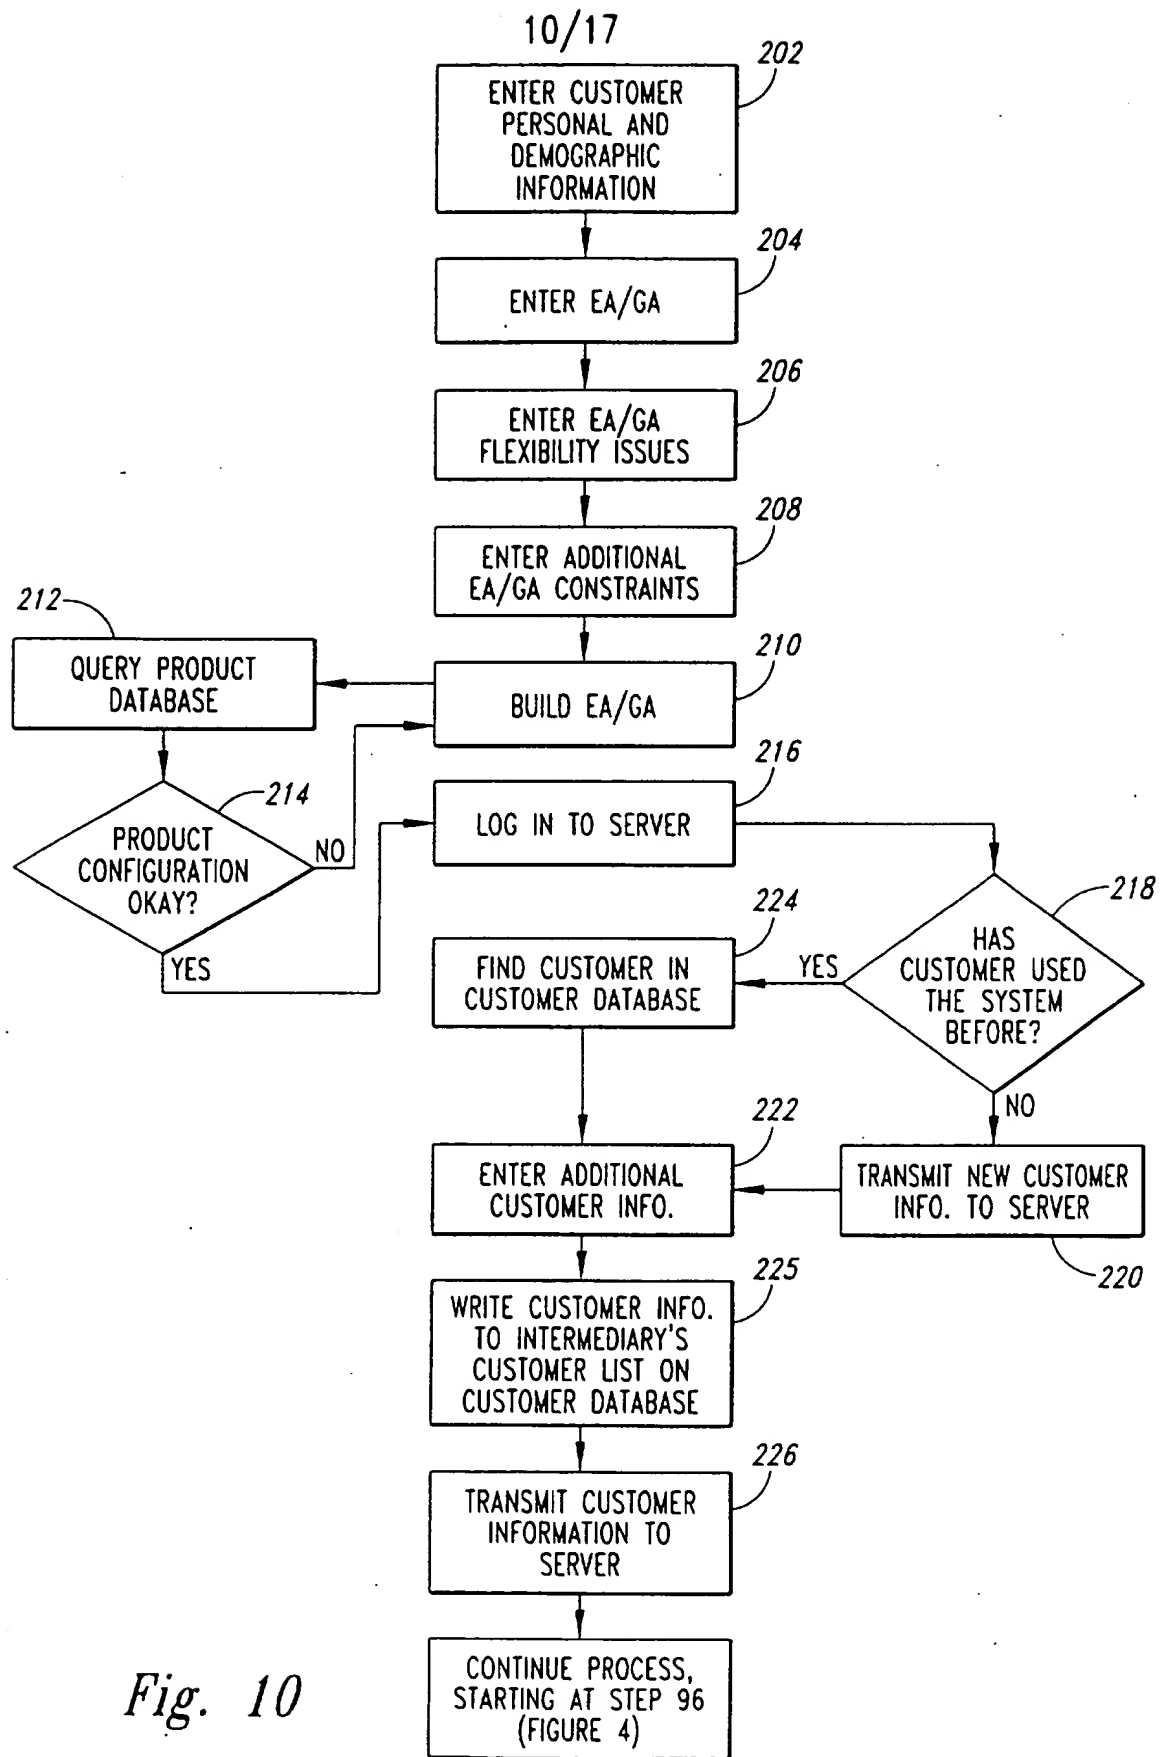 10/17
202
ENTER CUSTOMER
PERSONAL AND
DEMOGRAPHIC
INFORMATION
204
ENTER EA/GA
206
ENTER EA/GA
FLEXIBILITY ISSUES
208
ENTER ADDITIONAL
EA/GA CONSTRAINTS
212
QUERY PRODUCT
DATABASE
210
BUILD EA/GA
214
PRODUCT
CONFIGURATION
OKAY?
NO
YES
216
LOG IN TO SERVER
218
HAS
CUSTOMER USED
THE SYSTEM
BEFORE?
YES
NO
224
FIND CUSTOMER IN
CUSTOMER DATABASE
222
ENTER ADDITIONAL
CUSTOMER INFO.
TRANSMIT NEW CUSTOMER
INFO. TO SERVER
220
225
WRITE CUSTOMER INFO.
TO INTERMEDIARY'S
CUSTOMER LIST ON
CUSTOMER DATABASE
226
TRANSMIT CUSTOMER
INFORMATION TO
SERVER
CONTINUE PROCESS,
STARTING AT STEP 96
(FIGURE 4)
Fig. 10